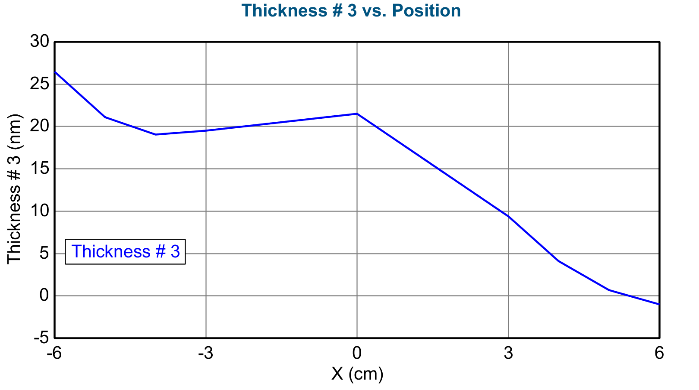 Thickness # 3 vs. Position
30
25
20
15
10
5
0
-5
Thickness # 3 (nm)
Thickness # 3
-6 -3 0 3 6
X (cm)